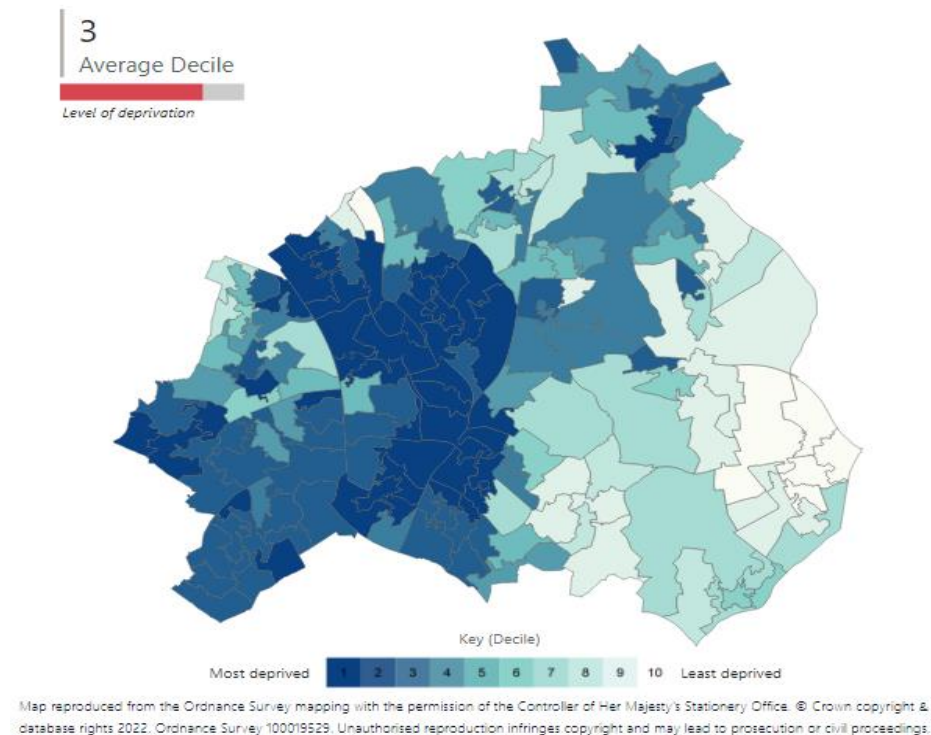 3
Average Decile
Level of deprivation
Key (Decile)
Most deprived 1 2 3 4 5 6 7 8 9 10 Least deprived
Map reproduced from the Ordnance Survey mapping with the permission of the Controller of Her Majesty's Stationery Office. © Crown copyright &
database rights 2022. Ordnance Survey 100019529. Unauthorised reproduction infringes copyright and may lead to prosecution or civil proceedings.